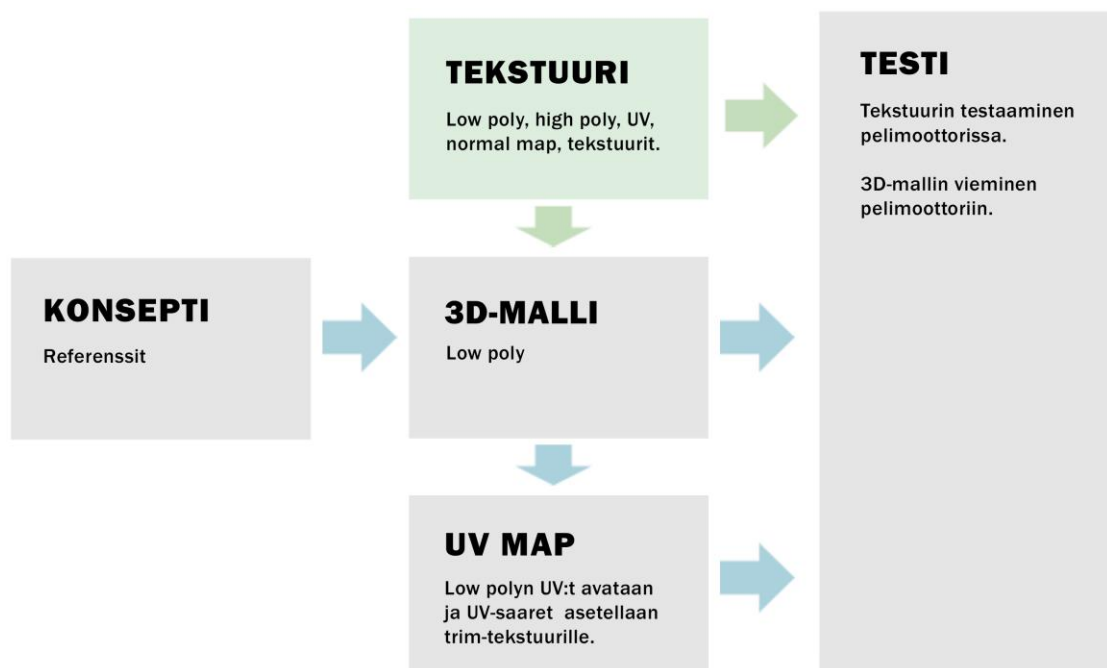 TEKSTUURI
Low poly, high poly, UV,
normal map, tekstuurit.
TESTI
Tekstuurin testaaminen
pelimoottorissa.
3D-mallin vieminen
pelimoottoriin.
KONSEPTI
Referenssit
3D-MALLI
Low poly
UV MAP
Low polyn UV:t avataan
ja UV-saaret asetellaan
trim-tekstuurille.